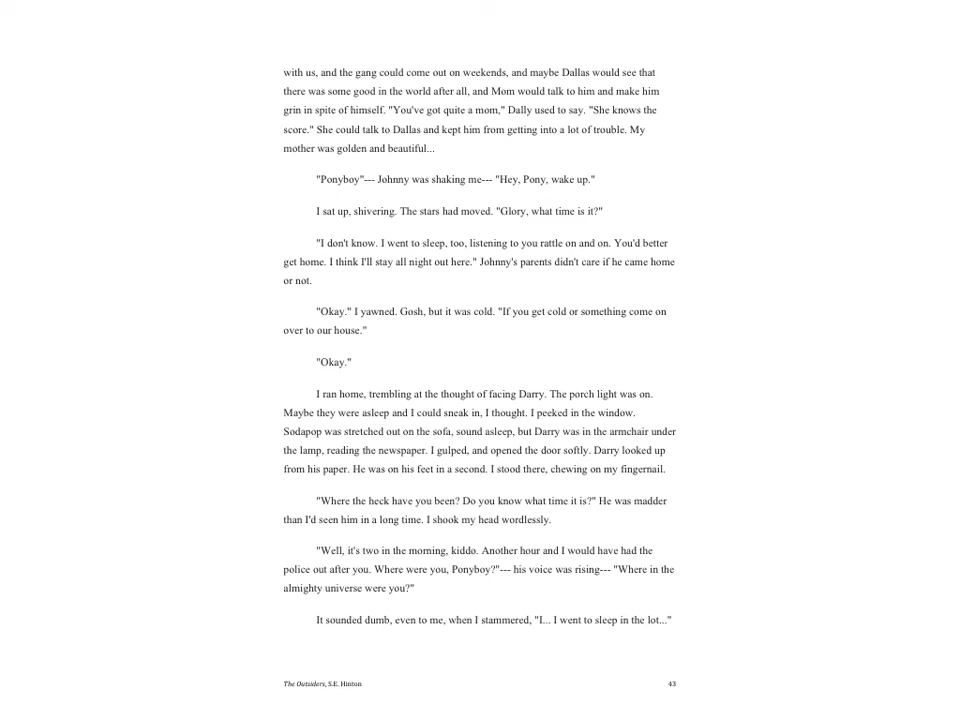 with us, and the gang could come out on weekends, and maybe Dallas would see that
there was some good in the world after all, and Mom would talk to him and make him
grin in spite of himself. "You've got quite a mom," Dally used to say. "She knows the
score." She could talk to Dallas and kept him from getting into a lot of trouble. My
mother was golden and beautiful...
"Ponyboy"--- Johnny was shaking me--- "Hey, Pony, wake up."
I sat up, shivering. The stars had moved. "Glory, what time is it?"
"I don't know. I went to sleep, too, listening to you rattle on and on. You'd better
get home. I think I'll stay all night out here." Johnny's parents didn't care if he came home
or not.
"Okay." I yawned. Gosh, but it was cold. "If you get cold or something come on
over to our house."
"Okay."
I ran home, trembling at the thought of facing Darry. The porch light was on.
Maybe they were asleep and I could sneak in, I thought. I peeked in the window.
Sodapop was stretched out on the sofa, sound asleep, but Darry was in the armchair under
the lamp, reading the newspaper. I gulped, and opened the door softly. Darry looked up
from his paper. He was on his feet in a second. I stood there, chewing on my fingernail.
"Where the heck have you been? Do you know what time it is?" He was madder
than I'd seen him in a long time. I shook my head wordlessly.
"Well, it's two in the morning, kiddo. Another hour and I would have had the
police out after you. Where were you, Ponyboy?"--- his voice was rising--- "Where in the
almighty universe were you?"
It sounded dumb, even to me, when I stammered, "I... I went to sleep in the lot..."
The Outsiders, S.E. Hinton 43